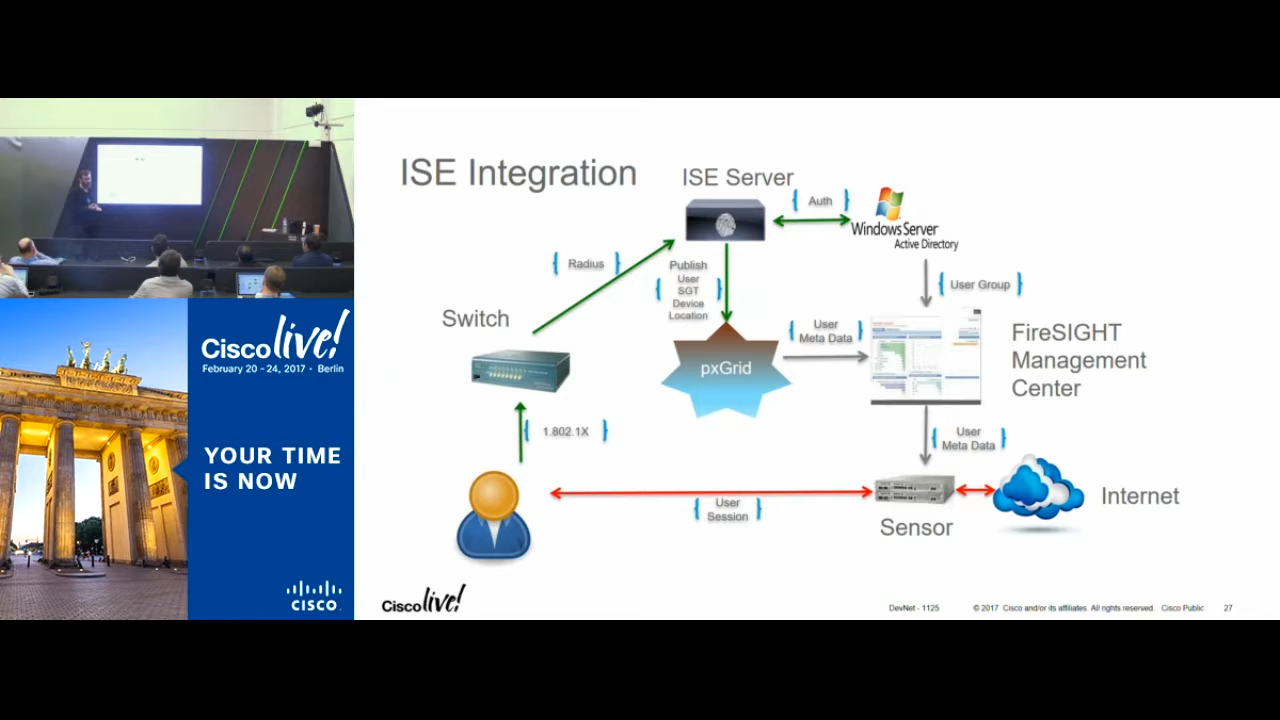 ISE Integration
ISE Server
{ Auth }
Windows Server
Active Directory
{ Radius }
Publish
User
SGT
Device
Location
{ User Group }
Switch
User
Meta Data
FireSIGHT
Management
Center
pxGrid
{ 1.802.1X }
User
Meta Data
User
Session
Sensor
Internet
Cisco live!
DevNet - 1125 © 2017 Cisco and/or its affiliates. All rights reserved. Cisco Public 27
Cisco live!
February 20 - 24, 2017 • Berlin
YOUR TIME
IS NOW
CISCO